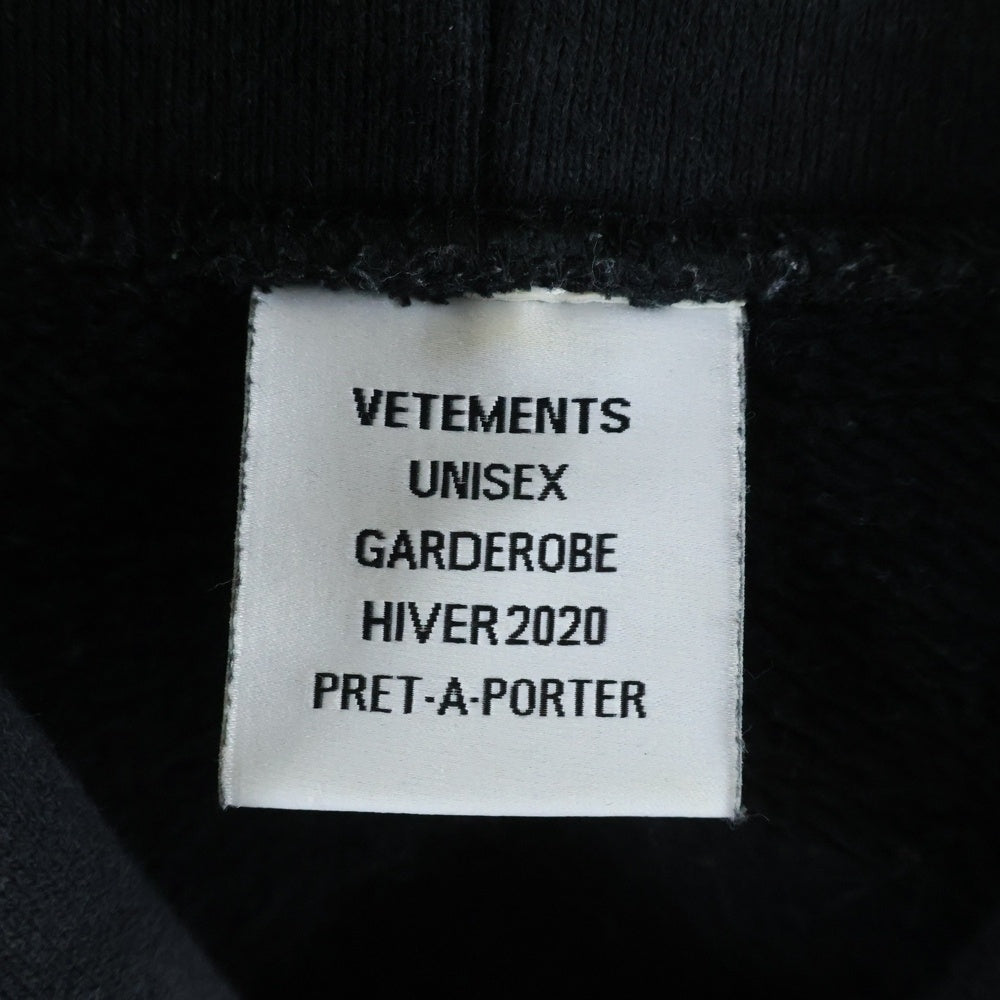 VETEMENTS
UNISEX
GARDEROBE
HIVER 2020
PRET-A-PORTER